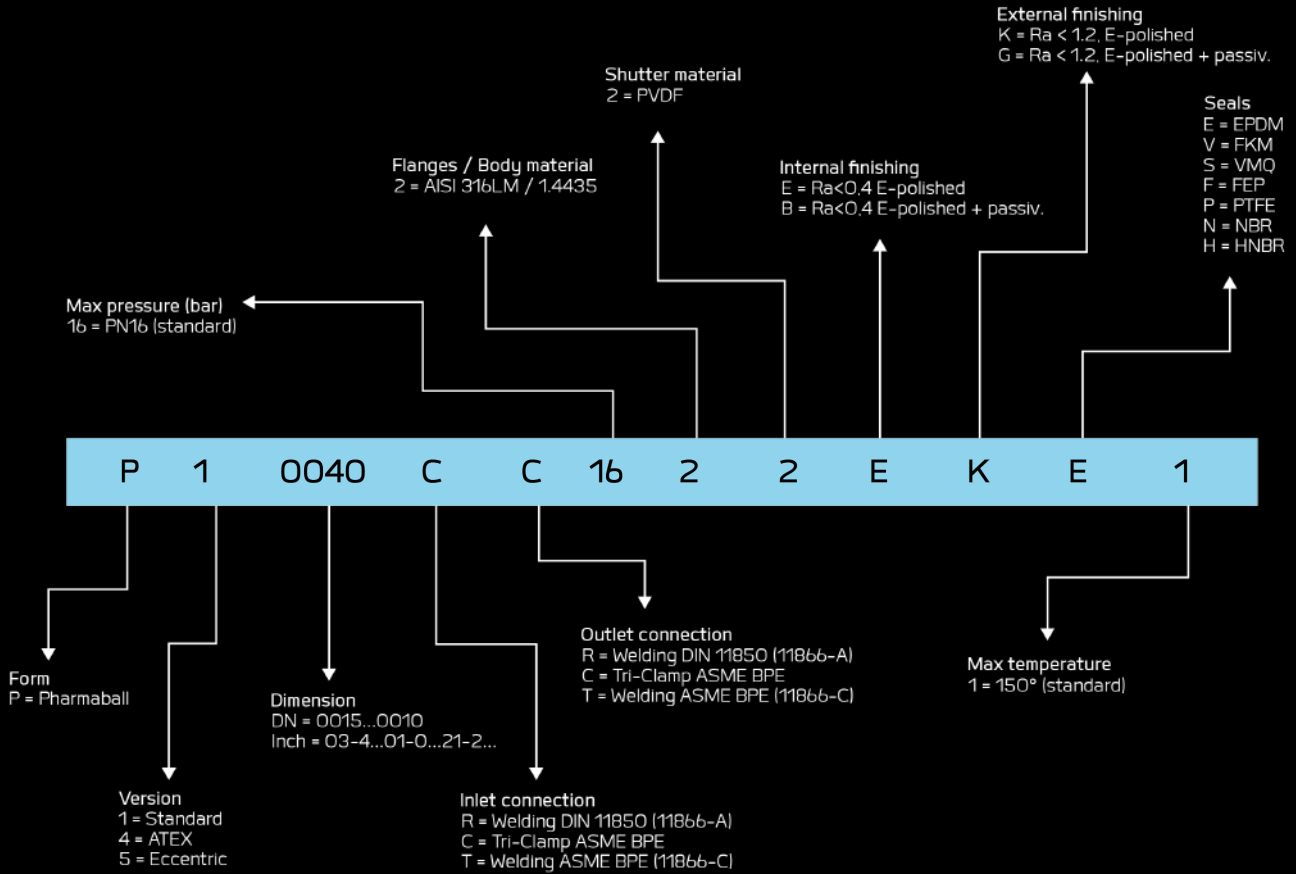 External finishing
K = Ra < 1.2, E-polished
G = Ra < 1.2, E-polished + passiv.
Shutter material
2 = PVDF
Seals
E = EPDM
V = FKM
S = VMQ
F = FEP
P = PTFE
N = NBR
H = HNBR
Flanges / Body material
2 = AISI 316LM / 1.4435
Internal finishing
E = Ra<0,4 E-polished
B = Ra<0,4 E-polished + passiv.
Max pressure (bar)
16 = PN16 (standard)
P 1 0040 C C 16 2 2 E K E 1
Form
P = Pharmaball
Dimension
DN = 0015...0010
Inch = 03-4...01-0...21-2...
Outlet connection
R = Welding DIN 11850 (11866-A)
C = Tri-Clamp ASME BPE
T = Welding ASME BPE (11866-C)
Max temperature
1 = 150° (standard)
Version
1 = Standard
4 = ATEX
5 = Eccentric
Inlet connection
R = Welding DIN 11850 (11866-A)
C = Tri-Clamp ASME BPE
T = Welding ASME BPE (11866-C)